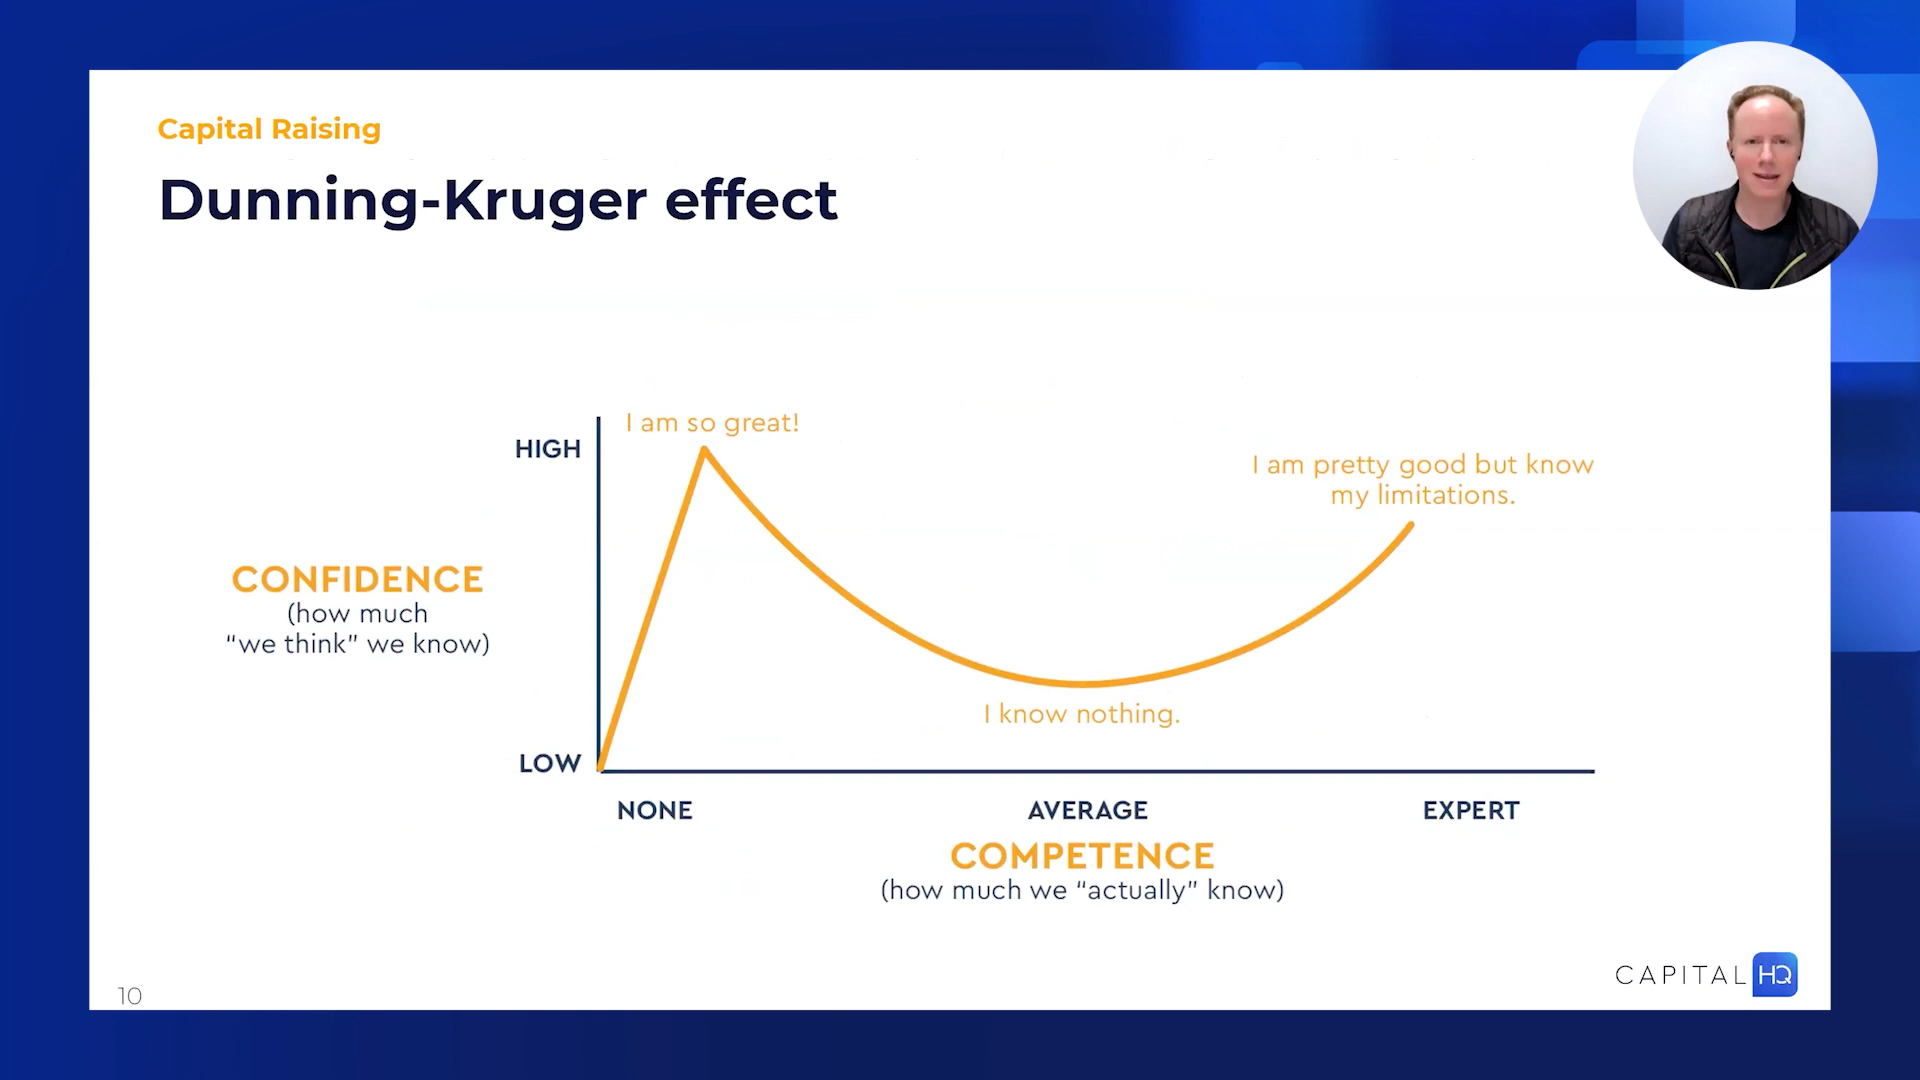 Capital Raising
Dunning-Kruger effect
I am so great!
HIGH
I am pretty good but know
my limitations.
CONFIDENCE
(how much
“we think” we know)
I know nothing.
LOW
NONE
AVERAGE
EXPERT
COMPETENCE
(how much we “actually” know)
CAPITAL HQ
10